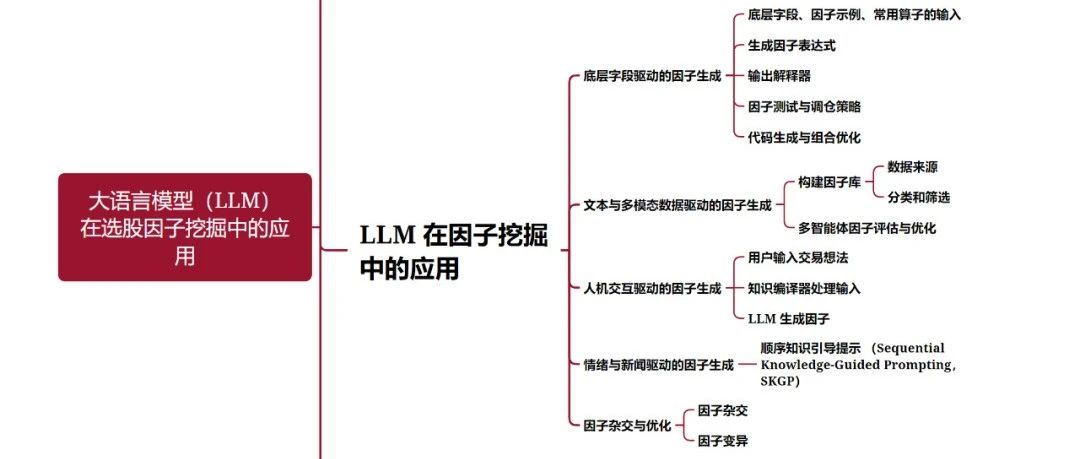 大语言模型（LLM）
在选股因子挖掘中的应
用
LLM 在因子挖掘
中的应用
底层字段驱动的因子生成
底层字段、因子示例、常用算子的输入
生成因子表达式
输出解释器
因子测试与调仓策略
代码生成与组合优化
文本与多模态数据驱动的因子生成
构建因子库
数据来源
分类和筛选
多智能体因子评估与优化
人机交互驱动的因子生成
用户输入交易想法
知识编译器处理输入
LLM 生成因子
情绪与新闻驱动的因子生成
顺序知识引导提示 （Sequential
Knowledge-Guided Prompting，
SKGP）
因子杂交与优化
因子杂交
因子变异